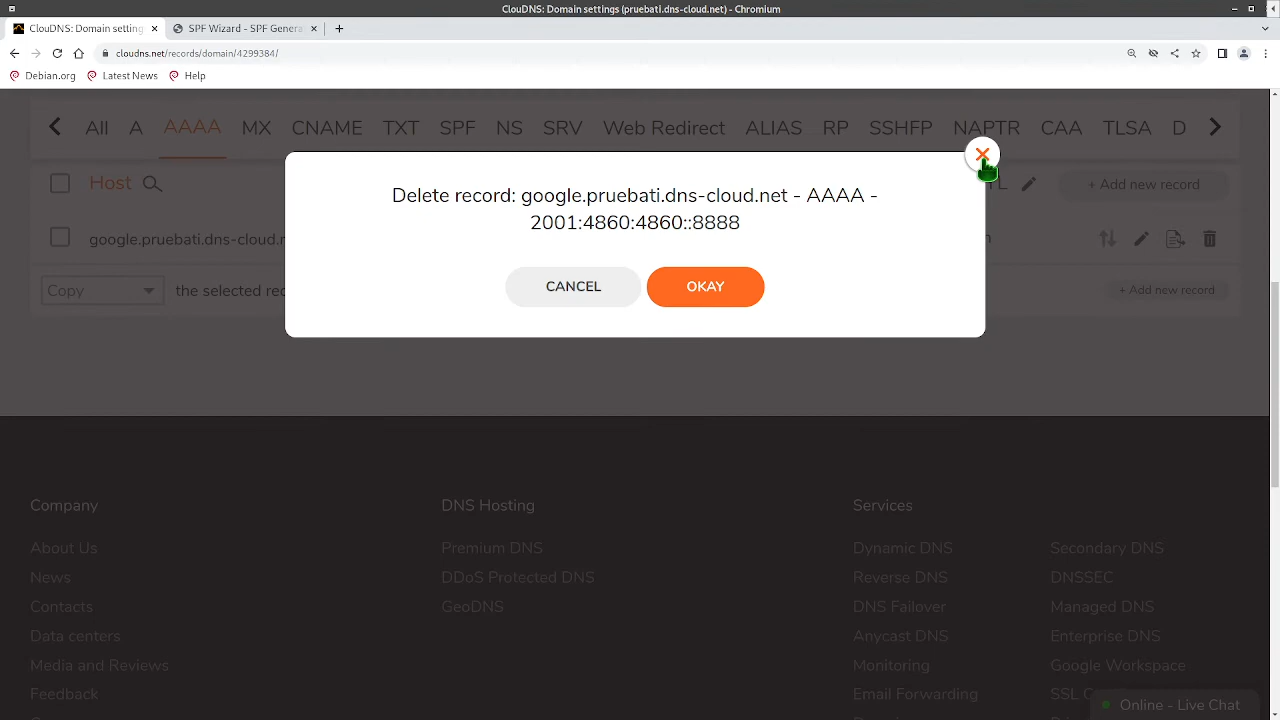 ClouDNS: Domain settings (pruebati.dns-cloud.net) - Chromium
ClouDNS: Domain setting
SPF Wizard - SPF Genera
cloudns.net/records/domain/4299384/
Debian.org Latest News Help
All A AAAA MX CNAME TXT SPF NS SRV Web Redirect ALIAS RP SSHFP NAPTR CAA TLSA D
Delete record: google.pruebati.dns-cloud.net - AAAA -
2001:4860:4860::8888
CANCEL OKAY
Host + Add new record
google.pruebati.dns-cloud.n
Copy the selected rec + Add new record
Company DNS Hosting Services
About Us Premium DNS Dynamic DNS Secondary DNS
News DDoS Protected DNS Reverse DNS DNSSEC
Contacts GeoDNS DNS Failover Managed DNS
Data centers Anycast DNS Enterprise DNS
Media and Reviews Monitoring Google Workspace
Feedback Email Forwarding SSL C
Online - Live Chat